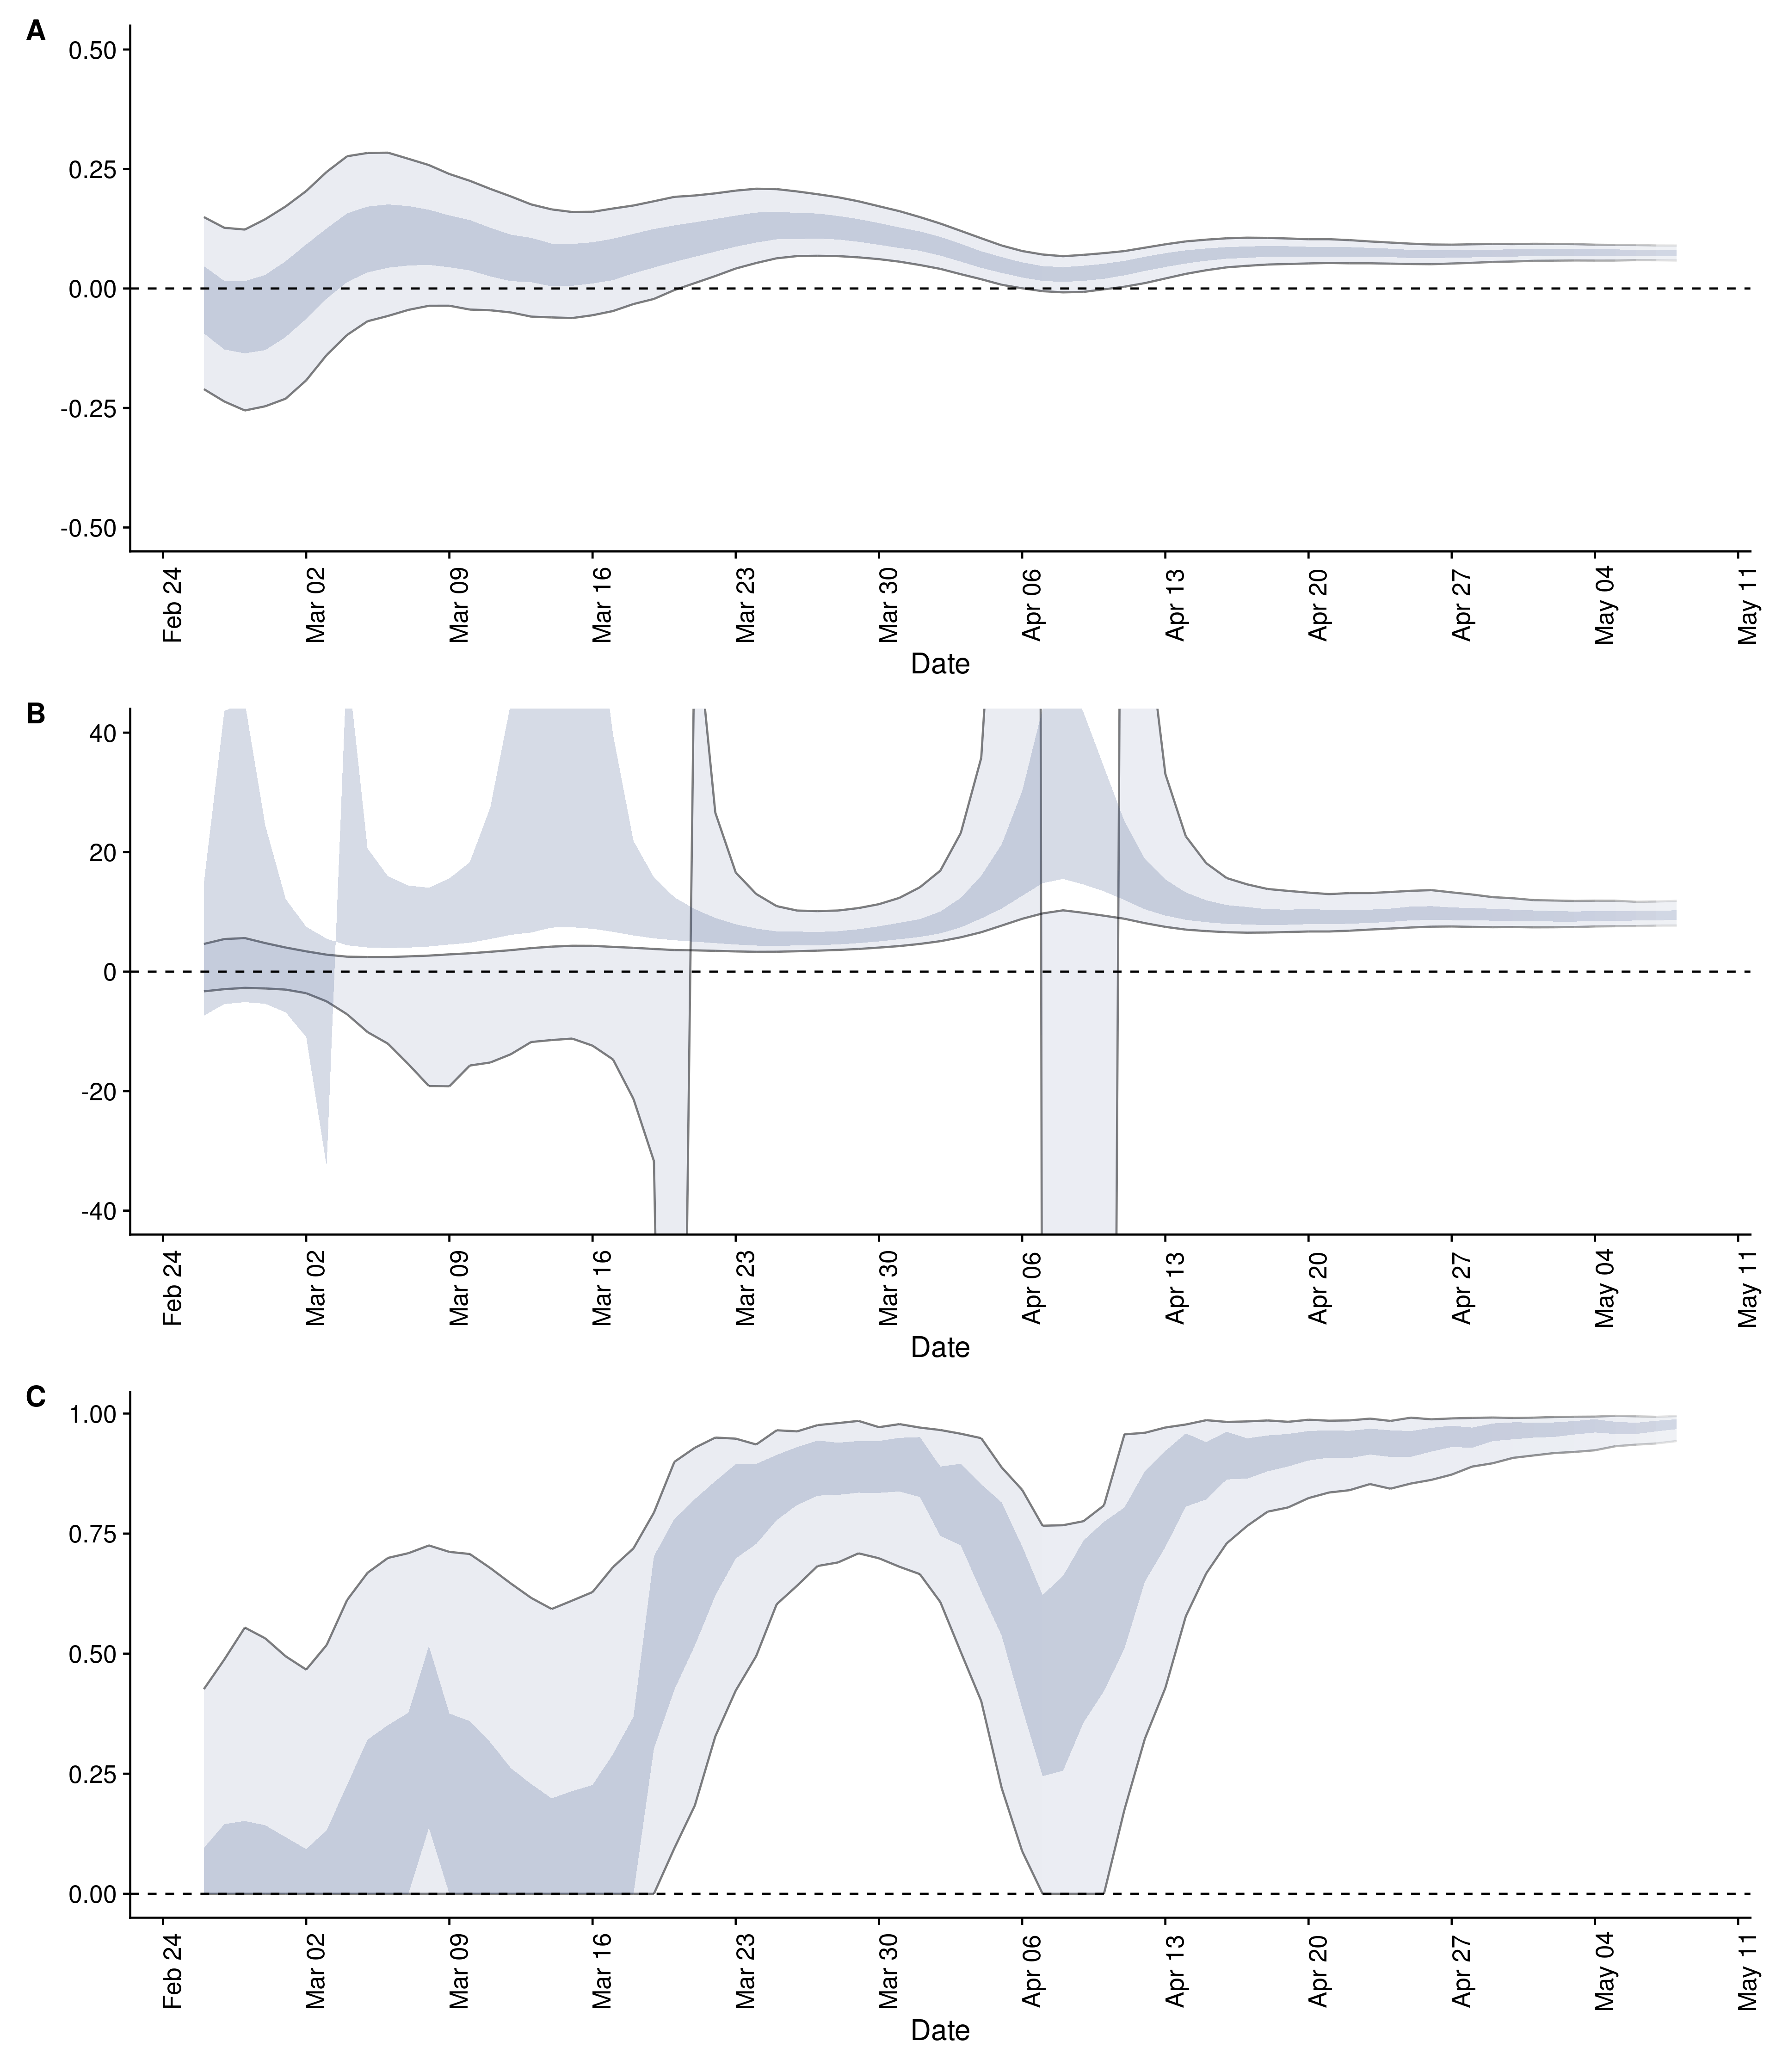 A
0.50
0.25
0.00
-0.25
-0.50
Feb 24
Mar 02
Mar 09
Mar 16
Mar 23
Mar 30
Apr 06
Apr 13
Apr 20
Apr 27
May 04
May 11
Date
B
40
20
0
-20
-40
Feb 24
Mar 02
Mar 09
Mar 16
Mar 23
Mar 30
Apr 06
Apr 13
Apr 20
Apr 27
May 04
May 11
Date
C
1.00
0.75
0.50
0.25
0.00
Feb 24
Mar 02
Mar 09
Mar 16
Mar 23
Mar 30
Apr 06
Apr 13
Apr 20
Apr 27
May 04
May 11
Date